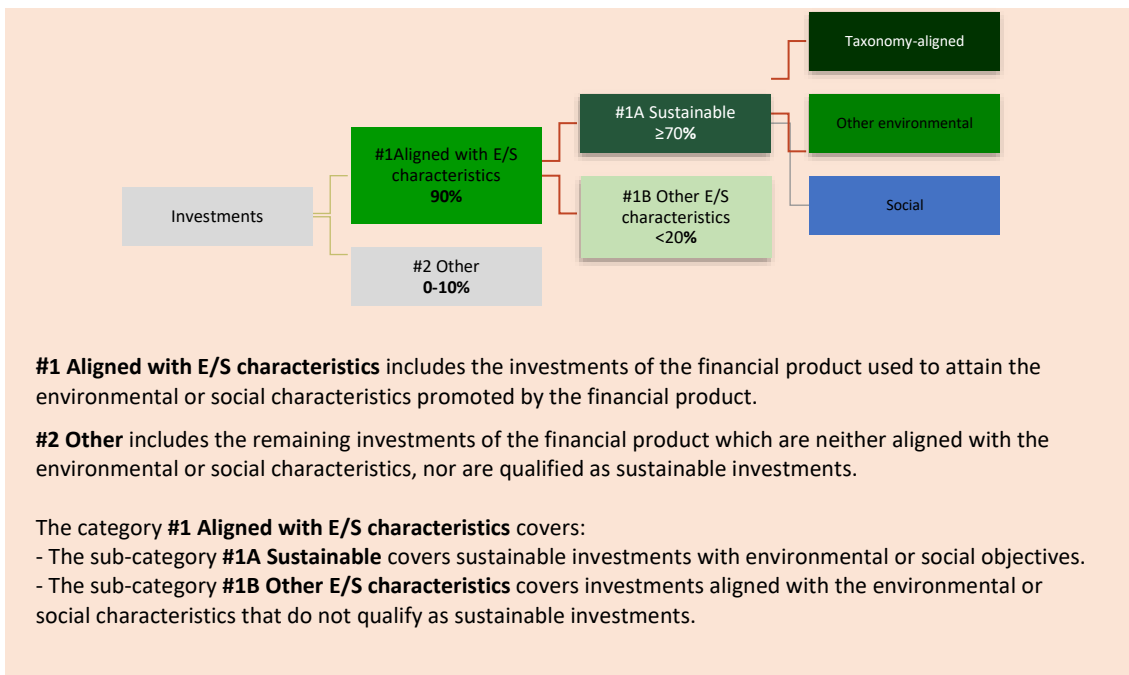 Taxonomy-aligned
#1A Sustainable
≥70%
Other environmental
#1Aligned with E/S
characteristics
90%
#1B Other E/S
characteristics
<20%
Social
Investments
#2 Other
0-10%
#1 Aligned with E/S characteristics includes the investments of the financial product used to attain the
environmental or social characteristics promoted by the financial product.
#2 Other includes the remaining investments of the financial product which are neither aligned with the
environmental or social characteristics, nor are qualified as sustainable investments.
The category #1 Aligned with E/S characteristics covers:
- The sub-category #1A Sustainable covers sustainable investments with environmental or social objectives.
- The sub-category #1B Other E/S characteristics covers investments aligned with the environmental or
social characteristics that do not qualify as sustainable investments.